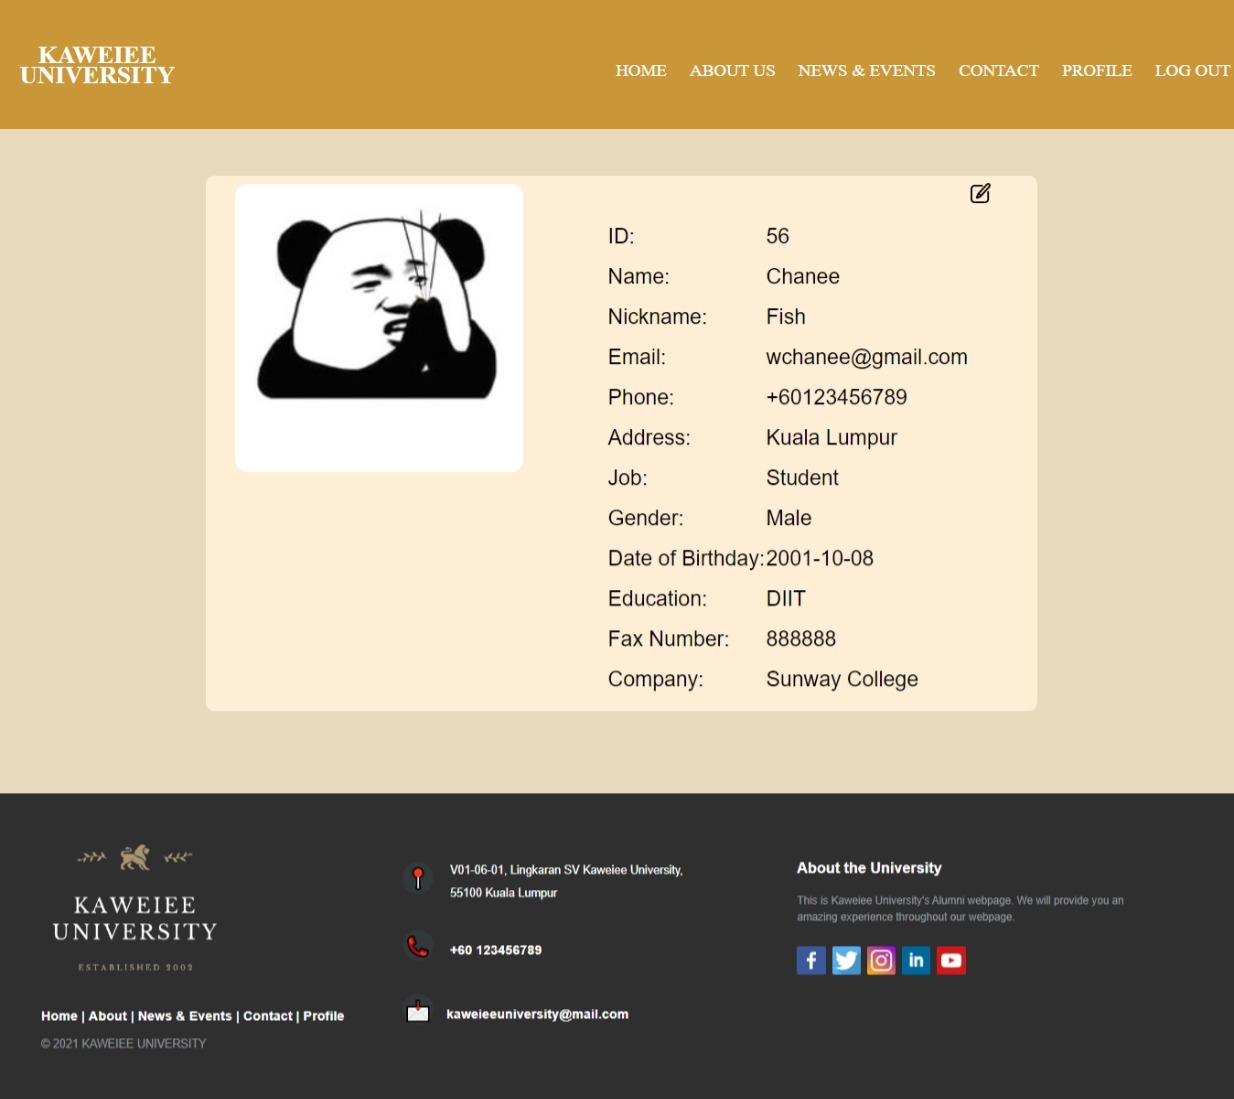 KAWEIEE
UNIVERSITY
HOME ABOUT US NEWS & EVENTS CONTACT PROFILE LOG OUT
ID: 56
Name: Chanee
Nickname: Fish
Email: wchanee@gmail.com
Phone: +60123456789
Address: Kuala Lumpur
Job: Student
Gender: Male
Date of Birthday: 2001-10-08
Education: DIIT
Fax Number: 888888
Company: Sunway College
KAWEIEE
UNIVERSITY
ESTABLISHED 2002
Home | About | News & Events | Contact | Profile
© 2021 KAWEIEE UNIVERSITY
V01-06-01, Lingkaran SV Kaweiee University,
55100 Kuala Lumpur
+60 123456789
kaweieeuniversity@mail.com
About the University
This is Kaweiee University's Alumni webpage. We will provide you an
amazing experience throughout our webpage.